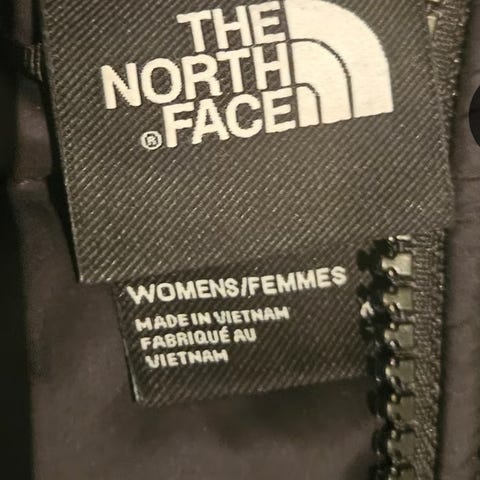 THE
NORTH
FACE
®
WOMENS/FEMMES
MADE IN VIETNAM
FABRIQUÉ AU
VIETNAM